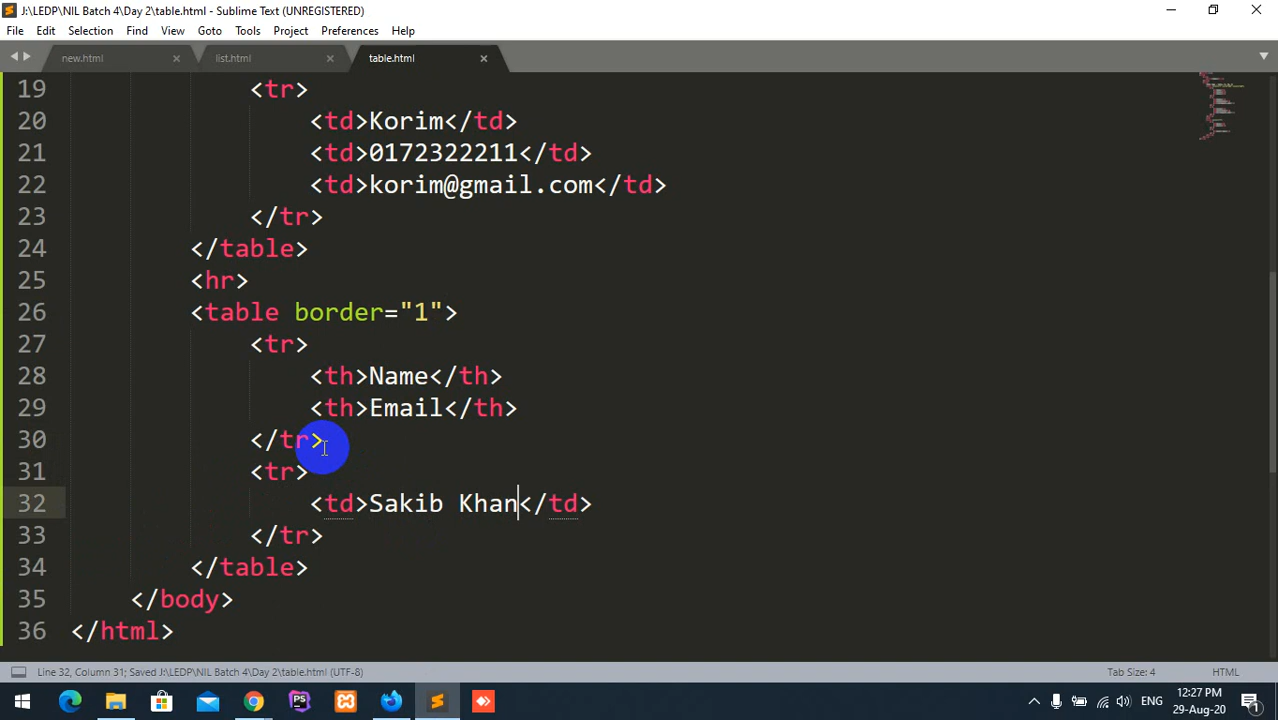 J:\LEDP\NIL Batch 4\Day 2\table.html - Sublime Text (UNREGISTERED)
File Edit Selection Find View Goto Tools Project Preferences Help
new.html list.html table.html
19 <tr>
20 <td>Korim</td>
21 <td>0172322211</td>
22 <td>korim@gmail.com</td>
23 </tr>
24 </table>
25 <hr>
26 <table border="1">
27 <tr>
28 <th>Name</th>
29 <th>Email</th>
30 </tr>
31 <tr>
32 <td>Sakib Khan</td>
33 </tr>
34 </table>
35 </body>
36 </html>
Line 32, Column 31; Saved J:\LEDP\NIL Batch 4\Day 2\table.html (UTF-8) Tab Size: 4 HTML
PS ENG 12:27 PM
29-Aug-20 1